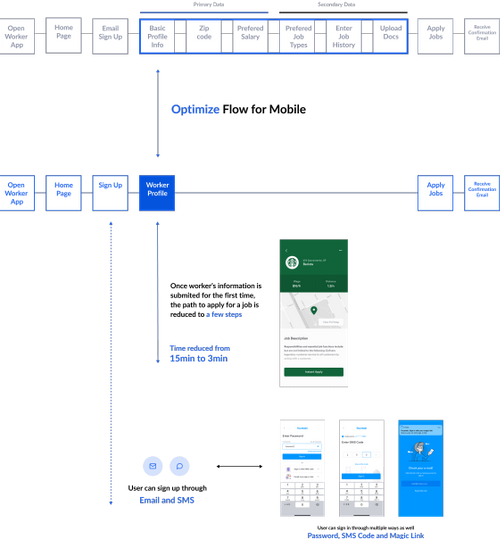 Primary Data
Secondary Data
Open
Worker
App
Home
Page
Email
Sign Up
Basic
Profile
Info
Zip
code
Prefered
Salary
Prefered
Job
Types
Enter
Job
History
Upload
Docs
Apply
Jobs
Receive
Confirmation
Email
Optimize Flow for Mobile
Open
Worker
App
Home
Page
Sign Up
Worker
Profile
Apply
Jobs
Receive
Confirmation
Email
Once worker's information is
submited for the first time,
the path to apply for a job is
reduced to a few steps
Time reduced from
15min to 3min
Job Description
Instant Apply
Enter Password
Enter SMS Code
Check your e-mail
User can sign up through
Email and SMS
User can sign in through multiple ways as well
Password, SMS Code and Magic Link